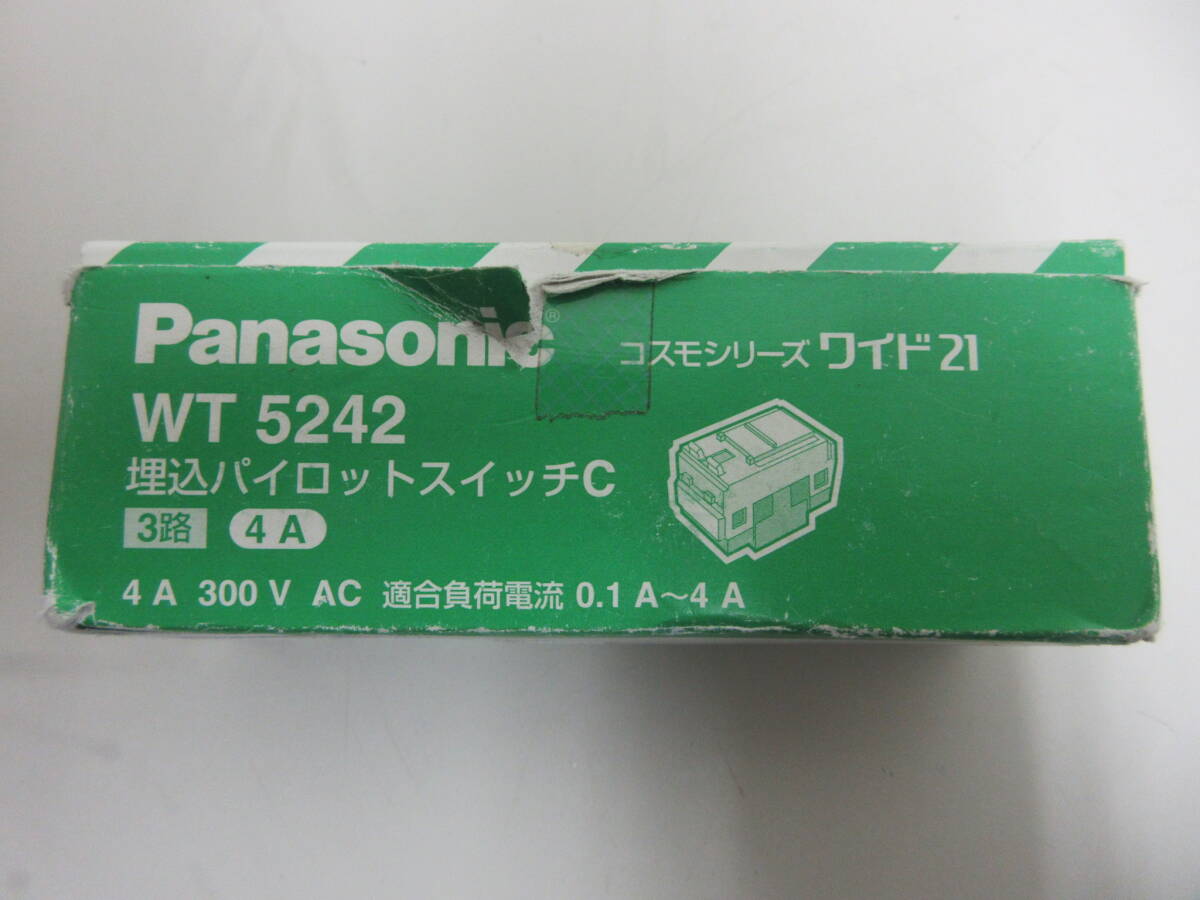 Panasonic®
コスモシリーズ ワイド21
WT 5242
埋込パイロットスイッチC
3路 4 A
4 A 300 V AC 適合負荷電流 0.1 A～4 A